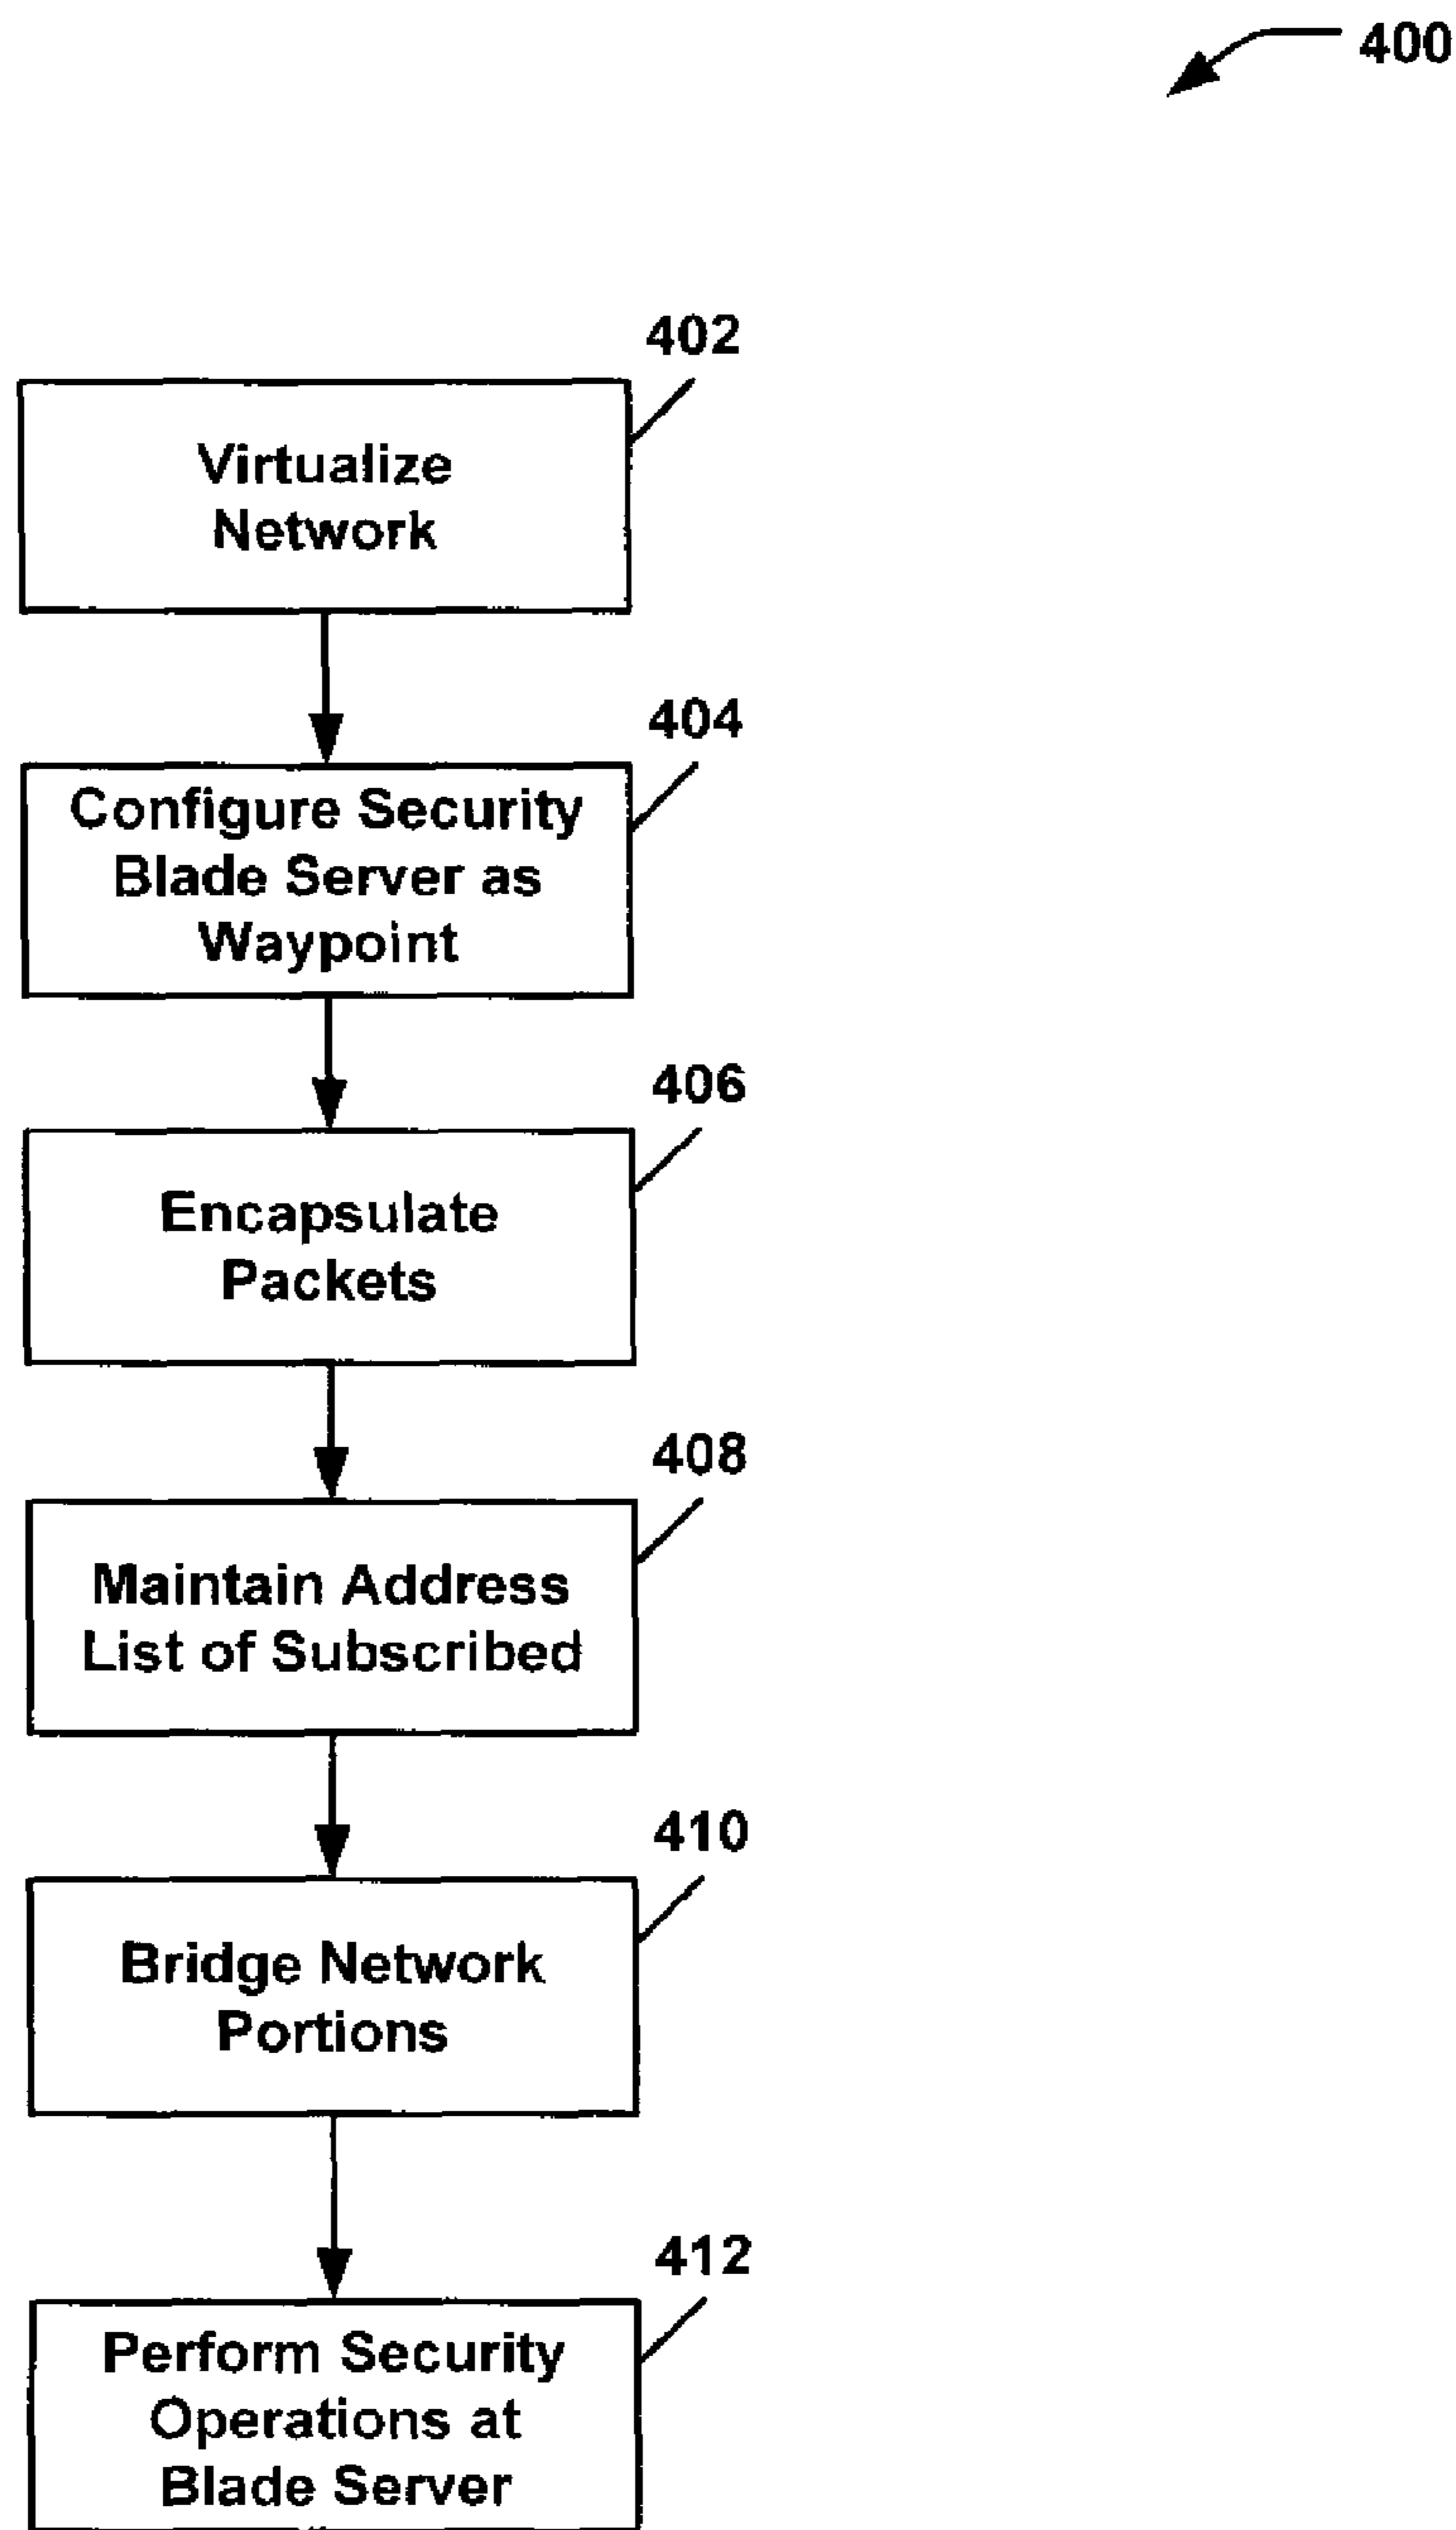 400
402
Virtualize
Network
404
Configure Security
Blade Server as
Waypoint
406
Encapsulate
Packets
408
Maintain Address
List of Subscribed
410
Bridge Network
Portions
412
Perform Security
Operations at
Blade Server